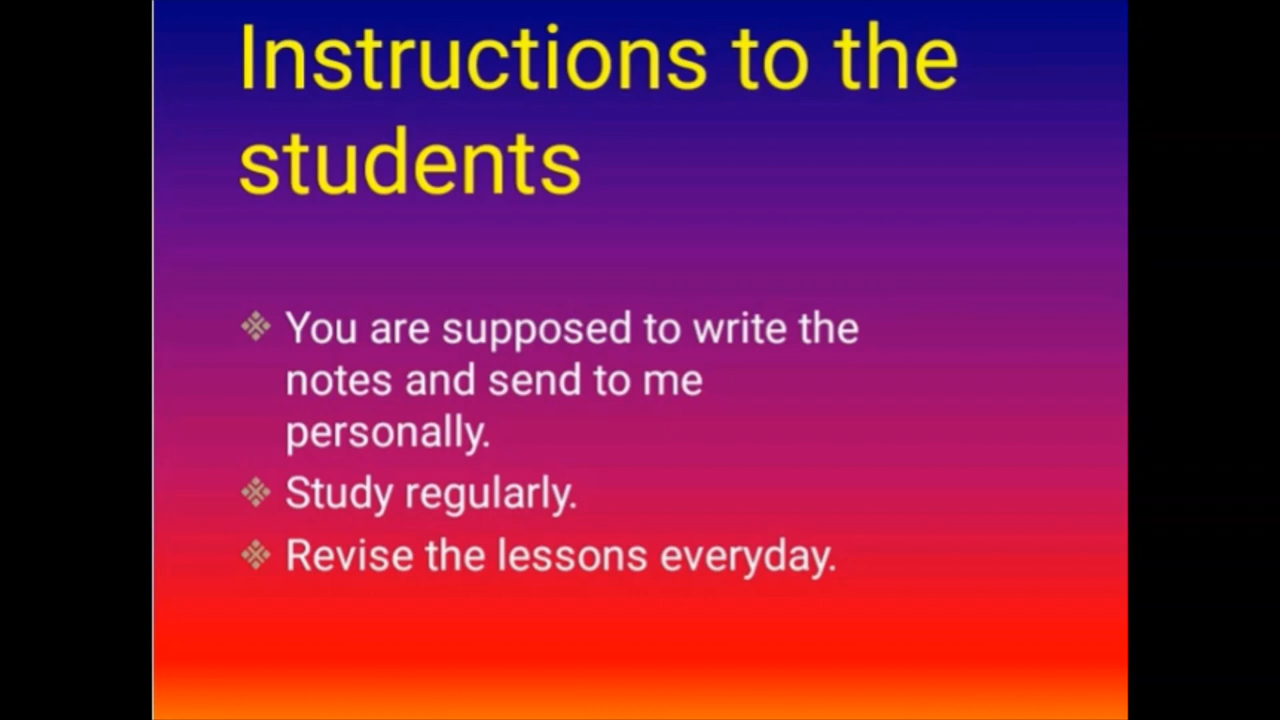 Instructions to the
students
❖ You are supposed to write the
notes and send to me
personally.
❖ Study regularly.
❖ Revise the lessons everyday.